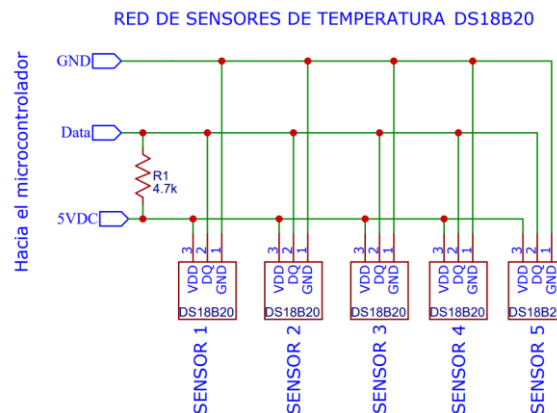 RED DE SENSORES DE TEMPERATURA DS18B20
Hacia el microcontrolador
GND
Data
R1
4.7k
5VDC
3 2 1
VDD DQ GND
DS18B20
SENSOR 1
3 2 1
VDD DQ GND
DS18B20
SENSOR 2
3 2 1
VDD DQ GND
DS18B20
SENSOR 3
3 2 1
VDD DQ GND
DS18B20
SENSOR 4
3 2 1
VDD DQ GND
DS18B20
SENSOR 5